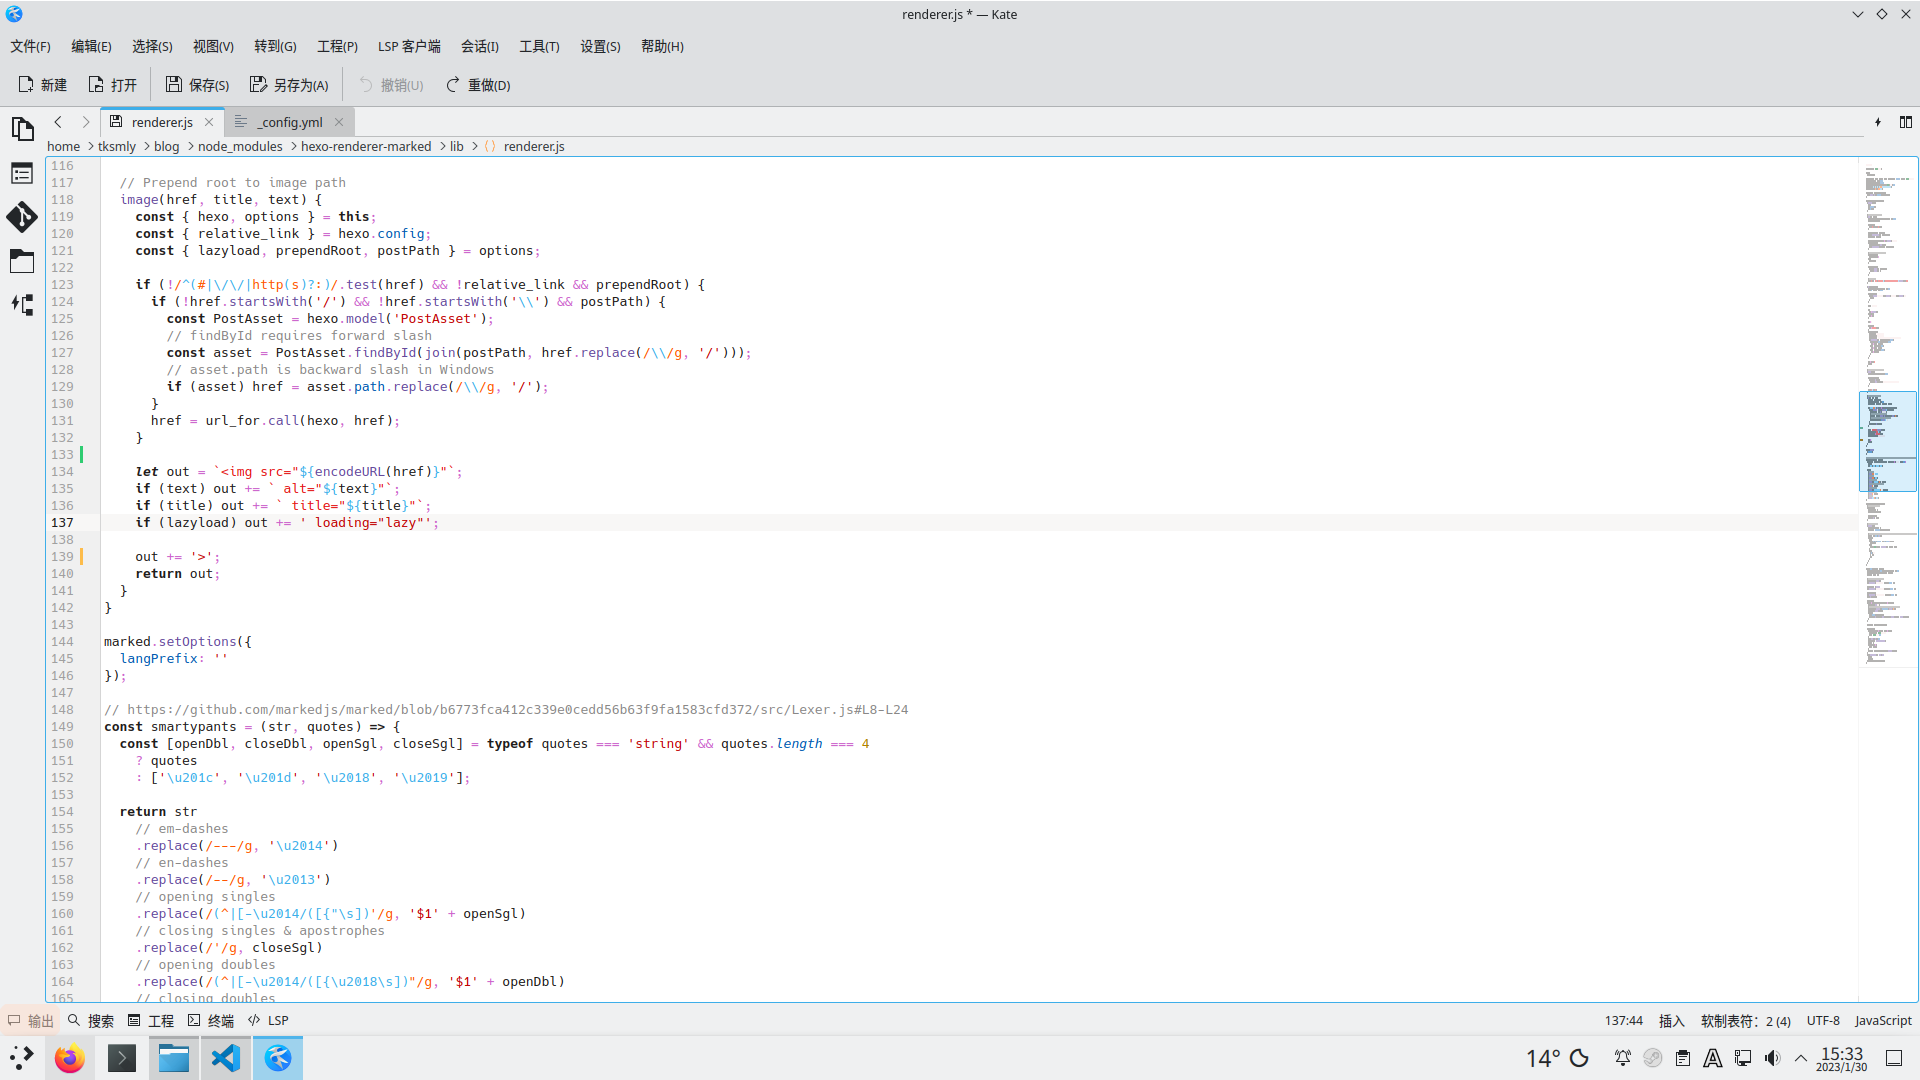 renderer.js * — Kate
文件(F) 编辑(E) 选择(S) 视图(V) 转到(G) 工程(P) LSP 客户端 会话(I) 工具(T) 设置(S) 帮助(H)
新建 打开 保存(S) 另存为(A) 撤销(U) 重做(D)
renderer.js _config.yml
home tksmly blog node_modules hexo-renderer-marked lib renderer.js
116
117   // Prepend root to image path
118   image(href, title, text) {
119     const { hexo, options } = this;
120     const { relative_link } = hexo.config;
121     const { lazyload, prependRoot, postPath } = options;
122
123     if (!/^(#|\/\/|http(s)?:)/.test(href) && !relative_link && prependRoot) {
124       if (!href.startsWith('/') && !href.startsWith('\\') && postPath) {
125         const PostAsset = hexo.model('PostAsset');
126         // findById requires forward slash
127         const asset = PostAsset.findById(join(postPath, href.replace(/\\/g, '/')));
128         // asset.path is backward slash in Windows
129         if (asset) href = asset.path.replace(/\\/g, '/');
130       }
131       href = url_for.call(hexo, href);
132     }
133
134     let out = `<img src="${encodeURL(href)}"`;
135     if (text) out += ` alt="${text}"`;
136     if (title) out += ` title="${title}"`;
137     if (lazyload) out += ' loading="lazy"';
138
139     out += '>';
140     return out;
141   }
142 }
143
144 marked.setOptions({
145   langPrefix: ''
146 });
147
148 // https://github.com/markedjs/marked/blob/b6773fca412c339e0cedd56b63f9fa1583cfd372/src/Lexer.js#L8-L24
149 const smartypants = (str, quotes) => {
150   const [openDbl, closeDbl, openSgl, closeSgl] = typeof quotes === 'string' && quotes.length === 4
151     ? quotes
152     : ['\u201c', '\u201d', '\u2018', '\u2019'];
153
154   return str
155     // em-dashes
156     .replace(/---/g, '\u2014')
157     // en-dashes
158     .replace(/--/g, '\u2013')
159     // opening singles
160     .replace(/(^|[-\u2014/([{"\s])'/g, '$1' + openSgl)
161     // closing singles & apostrophes
162     .replace(/'/g, closeSgl)
163     // opening doubles
164     .replace(/(^|[-\u2014/([{\u2018\s])"/g, '$1' + openDbl)
165     // closing doubles
输出 搜索 工程 终端 LSP 137:44 插入 软制表符：2 (4) UTF-8 JavaScript
14° 15:33
2023/1/30